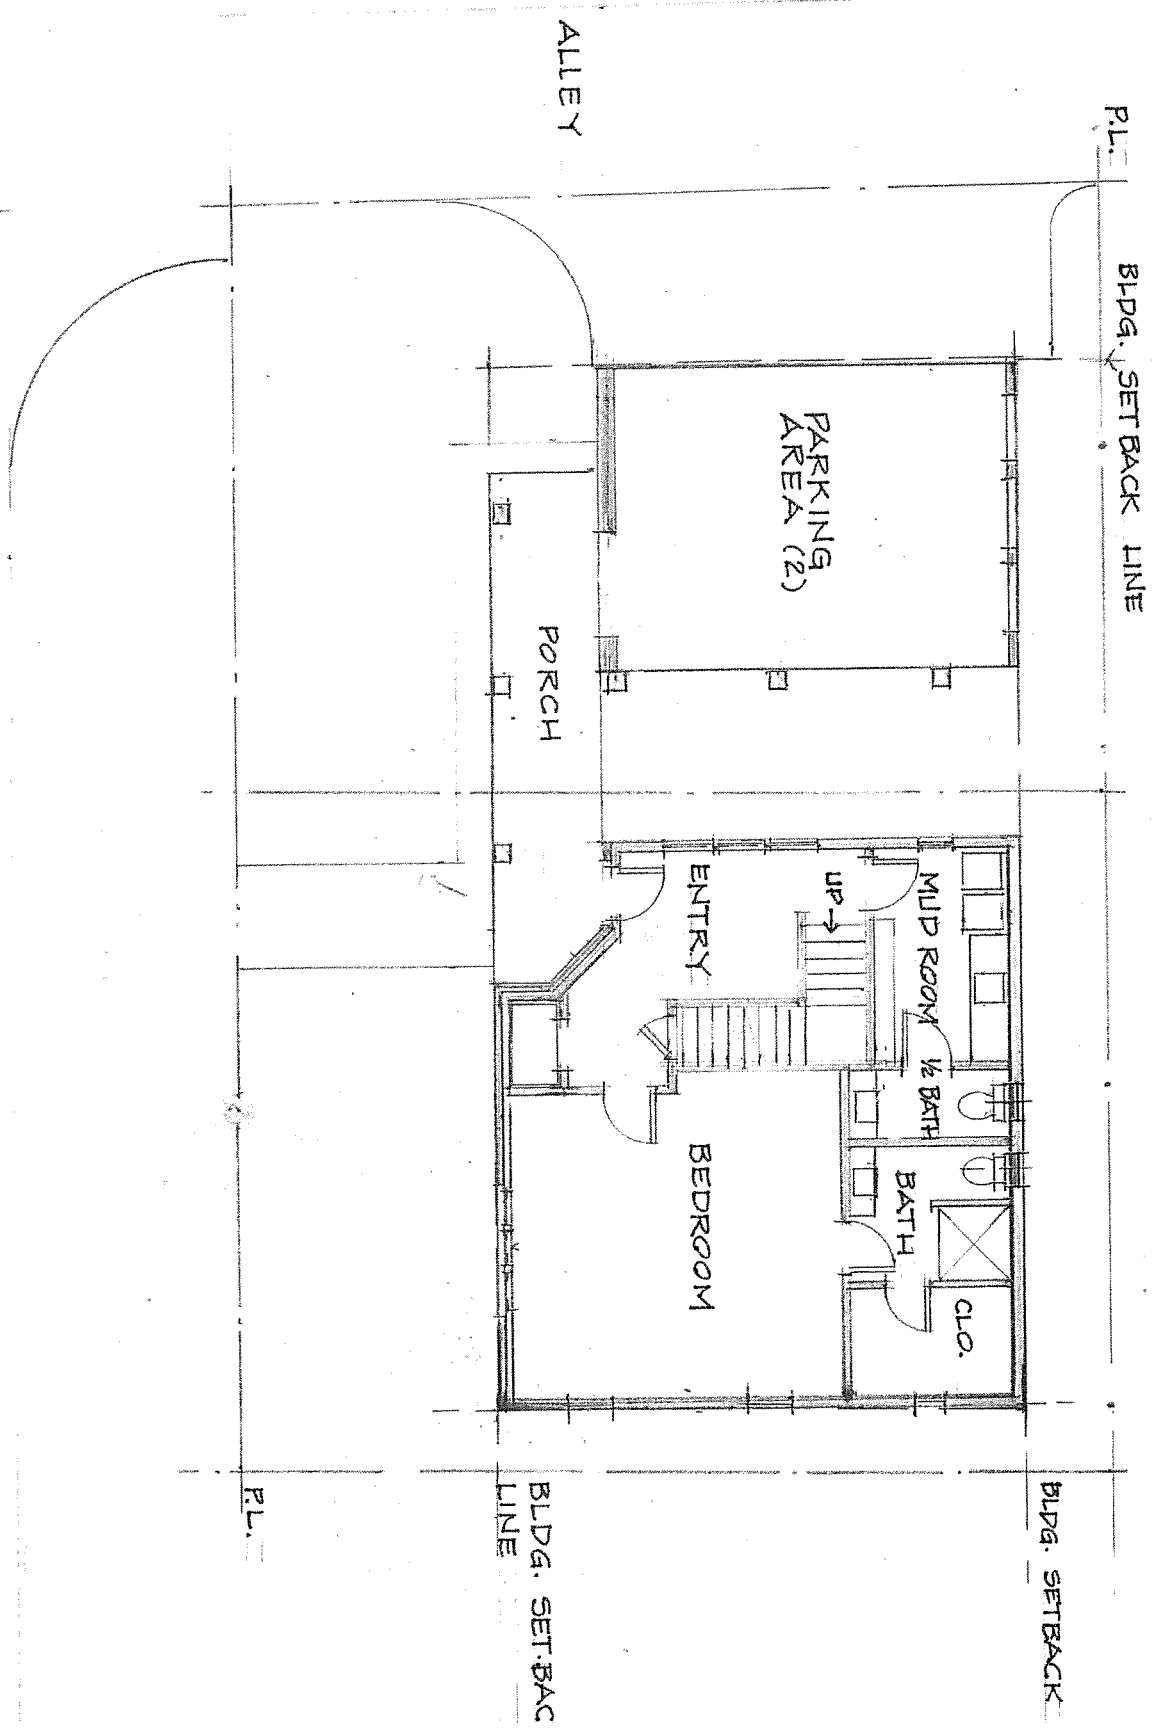 ALLEY
P.L.
BLDG. SETBACK LINE
PARKING
AREA (2)
PORCH
ENTRY
UP
MUD ROOM
1/2 BATH
BATH
CLO.
BEDROOM
P.L.
BLDG. SET.BAC
LINE
BLDG. SETBACK